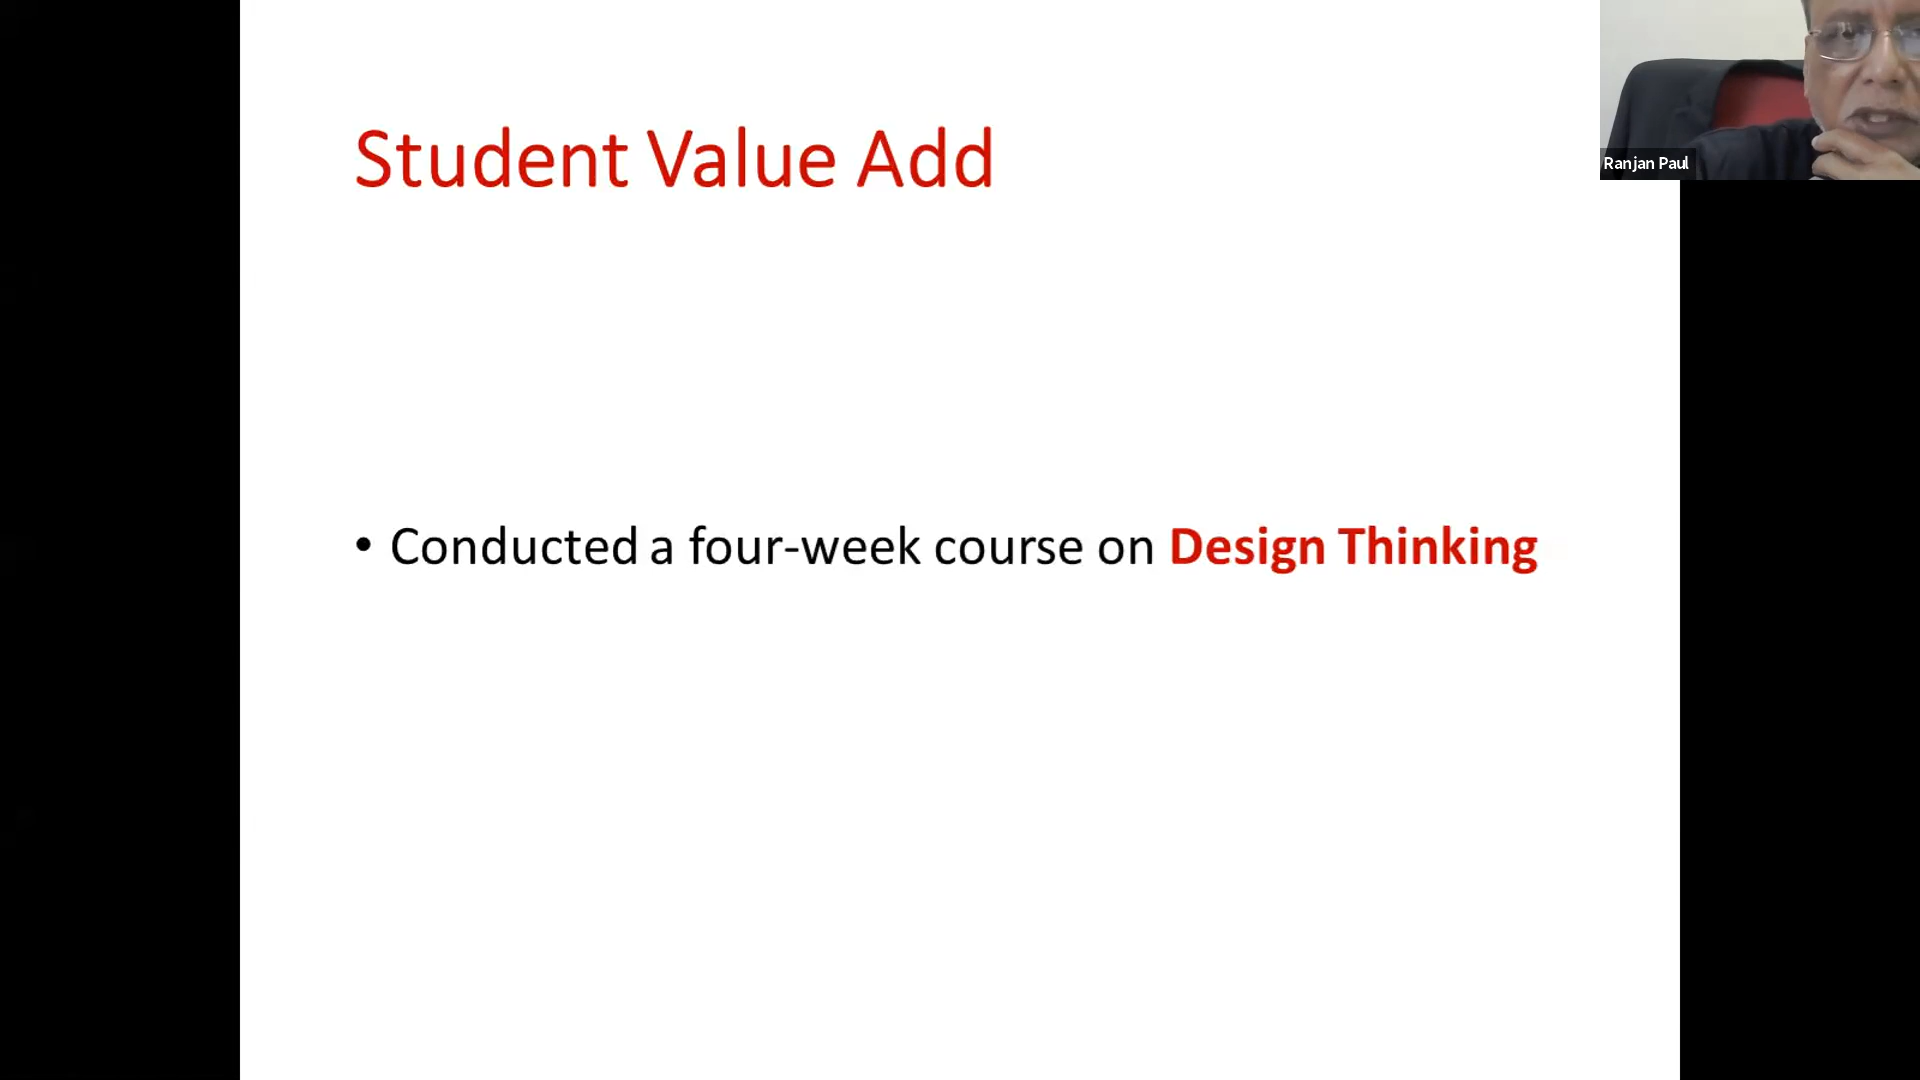 Student Value Add
Ranjan Paul
• Conducted a four-week course on Design Thinking